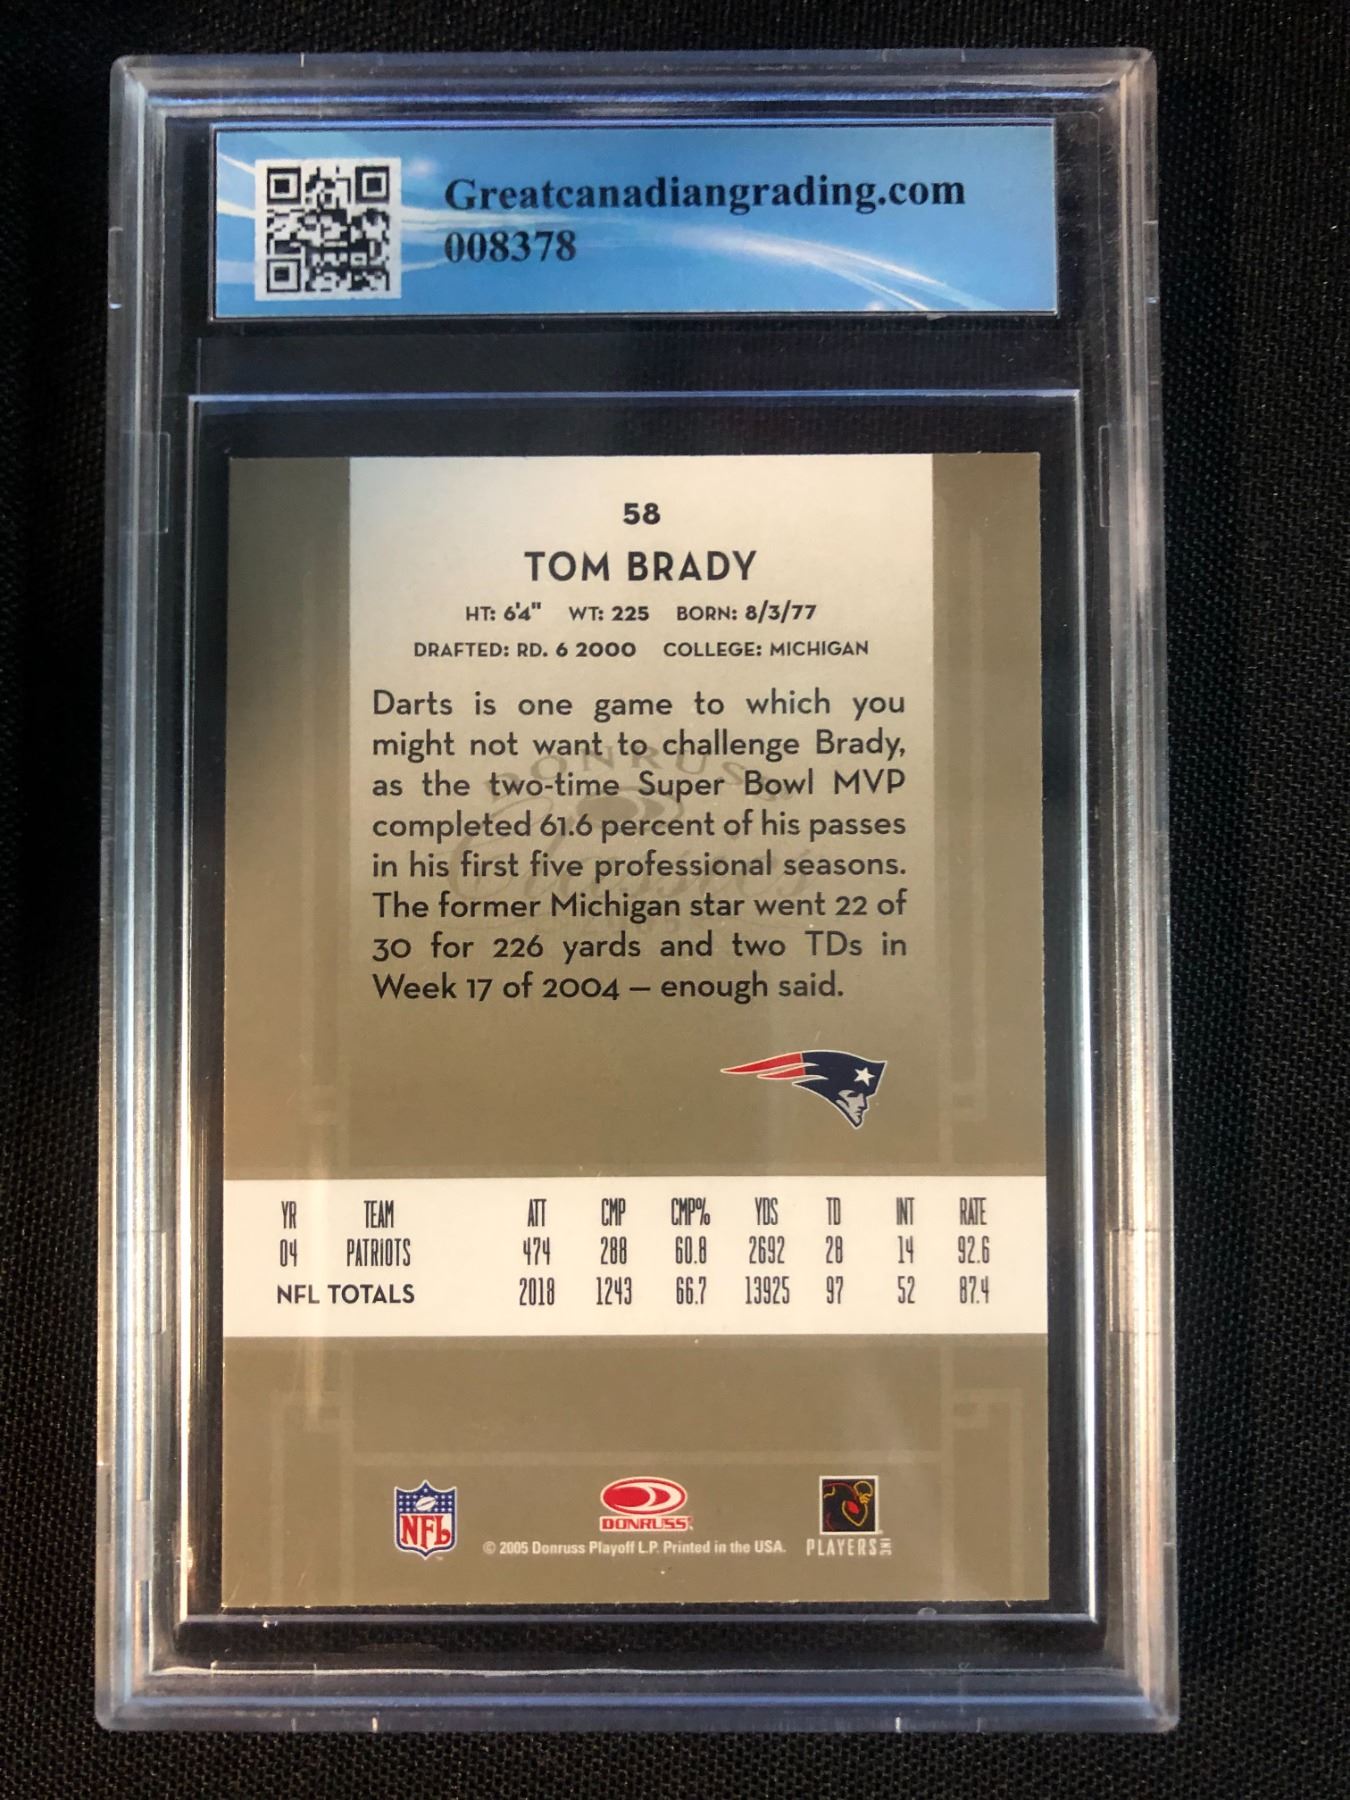 Greatcanadiangrading.com
008378
58
TOM BRADY
HT: 6'4" WT: 225 BORN: 8/3/77
DRAFTED: RD. 6 2000 COLLEGE: MICHIGAN
Darts is one game to which you
might not want to challenge Brady,
as the two-time Super Bowl MVP
completed 61.6 percent of his passes
in his first five professional seasons.
The former Michigan star went 22 of
30 for 226 yards and two TDs in
Week 17 of 2004 – enough said.
DONRUSS
Classics
YR TEAM ATT CMP CMP% YDS TD INT RATE
04 PATRIOTS 474 288 60.8 2692 28 14 92.6
NFL TOTALS 2018 1243 66.7 13925 97 52 87.4
NFL
DONRUSS
© 2005 Donruss Playoff L.P. Printed in the USA.
PLAYERS INC